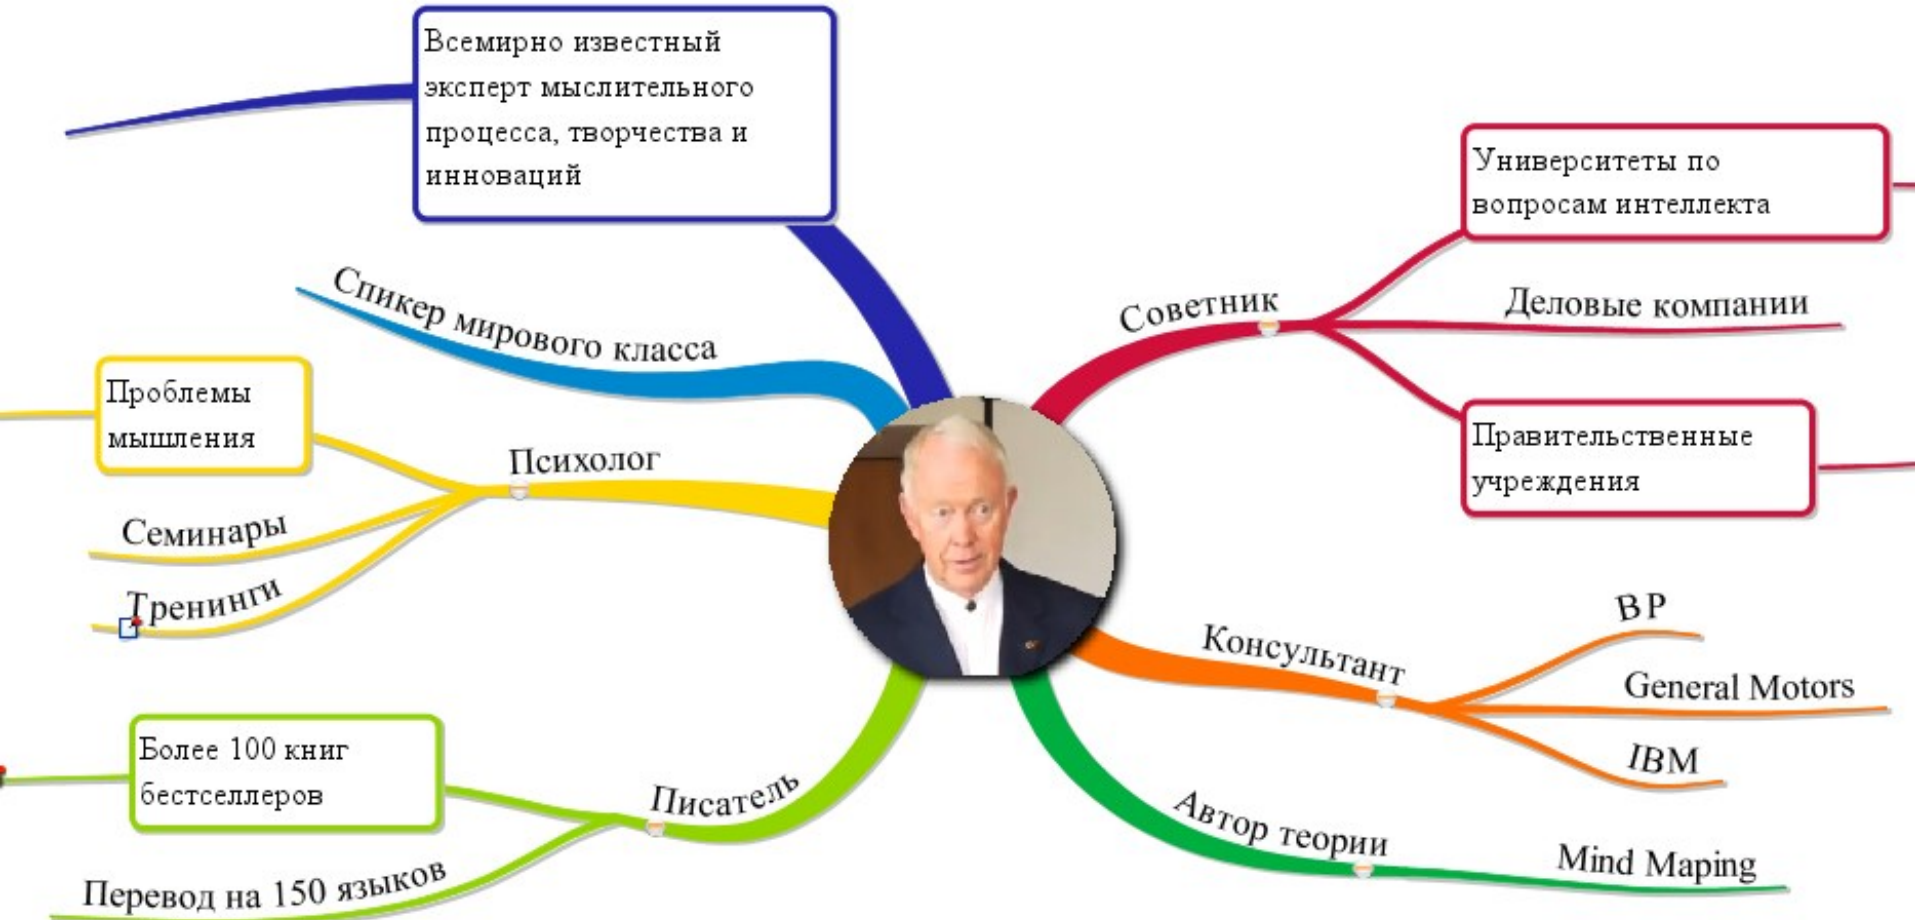 Всемирно известный
эксперт мыслительного
процесса, творчества и
инноваций
Спикер мирового класса
Психолог
Проблемы
мышления
Семинары
Тренинги
Писатель
Более 100 книг
бестселлеров
Перевод на 150 языков
Советник
Университеты по
вопросам интеллекта
Деловые компании
Правительственные
учреждения
Консультант
BP
General Motors
IBM
Автор теории
Mind Maping